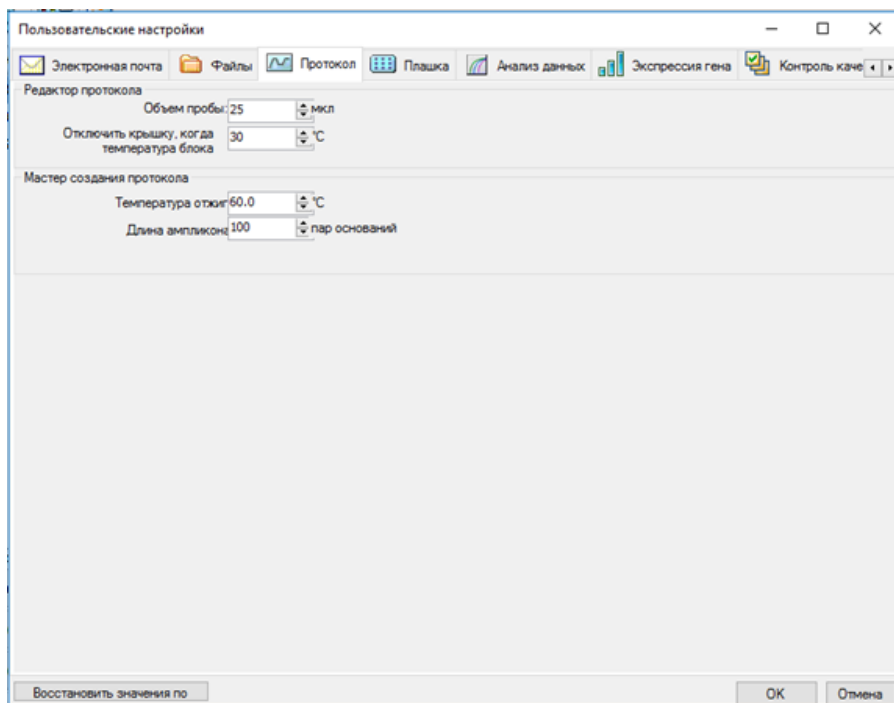 Пользовательские настройки
Электронная почта Файлы Протокол Плашка Анализ данных Экспрессия гена Контроль каче
Редактор протокола
Объем пробы: 25 мкл
Отключить крышку, когда температура блока 30 °C
Мастер создания протокола
Температура отжиг 60.0 °C
Длина ампликона 100 пар оснований
Восстановить значения по OK Отмена